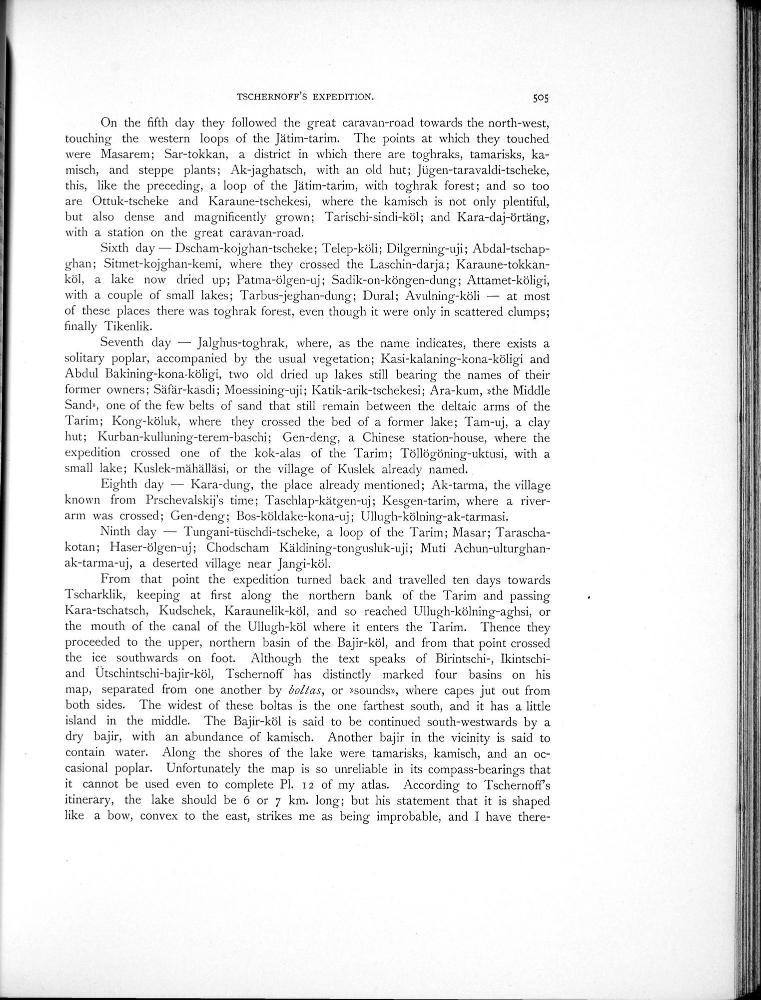 TSCHERNOFF'S EXPEDITION. 505
On the fifth day they followed the great caravan-road towards the north-west,
touching the western loops of the Jätim-tarim. The points at which they touched
were Masarem; Sar-tokkan, a district in which there are toghraks, tamarisks, ka-
misch, and steppe plants; Ak-jaghatsch, with an old hut; Jügen-taravaldi-tscheke,
this, like the preceding, a loop of the Jätim-tarim, with toghrak forest; and so too
are Ottuk-tscheke and Karaune-tschekesi, where the kamisch is not only plentiful,
but also dense and magnificently grown; Tarischi-sindi-köl; and Kara-daj-örtäng,
with a station on the great caravan-road.
Sixth day — Dscham-kojghan-tscheke; Telep-köli; Dilgerning-uji; Abdal-tschap-
ghan; Sitmet-kojghan-kemi, where they crossed the Laschin-darja; Karaune-tokkan-
köl, a lake now dried up; Patma-ölgen-uj; Sadik-on-köngen-dung; Attamet-köligi,
with a couple of small lakes; Tarbus-jeghan-dung; Dural; Avulning-köli — at most
of these places there was toghrak forest, even though it were only in scattered clumps;
finally Tikenlik.
Seventh day — Jalghus-toghrak, where, as the name indicates, there exists a
solitary poplar, accompanied by the usual vegetation; Kasi-kalaning-kona-köligi and
Abdul Bakining-kona-köligi, two old dried up lakes still bearing the names of their
former owners; Säfär-kasdi; Moessining-uji; Katik-arik-tschekesi; Ara-kum, »the Middle
Sand», one of the few belts of sand that still remain between the deltaic arms of the
Tarim; Kong-köluk, where they crossed the bed of a former lake; Tam-uj, a clay
hut; Kurban-kulluning-terem-baschi; Gen-deng, a Chinese station-house, where the
expedition crossed one of the kok-alas of the Tarim; Töllögöning-uktusi, with a
small lake; Kuslek-mähälläsi, or the village of Kuslek already named.
Eighth day — Kara-dung, the place already mentioned; Ak-tarma, the village
known from Prschevalskij's time; Taschlap-kätgen-uj; Kesgen-tarim, where a river-
arm was crossed; Gen-deng; Bos-köldake-kona-uj; Ullugh-kölning-ak-tarmasi.
Ninth day — Tungani-tüschdi-tscheke, a loop of the Tarim; Masar; Tarascha-
kotan; Haser-ölgen-uj; Chodscham Käldining-tongusluk-uji; Muti Achun-ulturghan-
ak-tarma-uj, a deserted village near Jangi-köl.
From that point the expedition turned back and travelled ten days towards
Tscharklik, keeping at first along the northern bank of the Tarim and passing
Kara-tschatsch, Kudschek, Karaunelik-köl, and so reached Ullugh-kölning-aghsi, or
the mouth of the canal of the Ullugh-köl where it enters the Tarim. Thence they
proceeded to the upper, northern basin of the Bajir-köl, and from that point crossed
the ice southwards on foot. Although the text speaks of Birintschi-, Ikintschi-
and Ütschintschi-bajir-köl, Tschernoff has distinctly marked four basins on his
map, separated from one another by boltas, or »sounds», where capes jut out from
both sides. The widest of these boltas is the one farthest south, and it has a little
island in the middle. The Bajir-köl is said to be continued south-westwards by a
dry bajir, with an abundance of kamisch. Another bajir in the vicinity is said to
contain water. Along the shores of the lake were tamarisks, kamisch, and an oc-
casional poplar. Unfortunately the map is so unreliable in its compass-bearings that
it cannot be used even to complete Pl. 12 of my atlas. According to Tschernoff's
itinerary, the lake should be 6 or 7 km. long; but his statement that it is shaped
like a bow, convex to the east, strikes me as being improbable, and I have there-